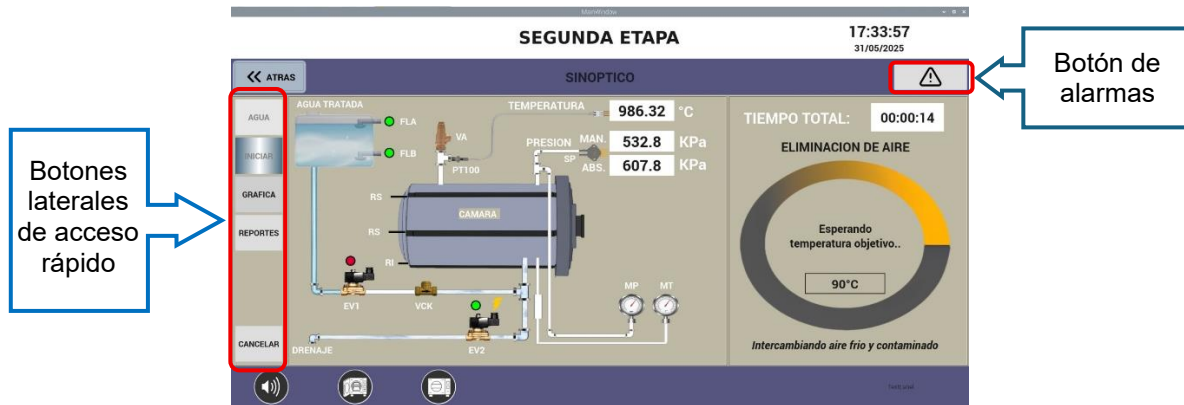 MainWindow
SEGUNDA ETAPA
17:33:57
31/05/2025
<< ATRAS
SINOPTICO
Botón de
alarmas
Botones
laterales
de acceso
rápido
AGUA
INICIAR
GRAFICA
REPORTES
CANCELAR
AGUA TRATADA
FLA
FLB
VA
PT100
TEMPERATURA
986.32 °C
PRESION MAN. 532.8 KPa
SP
ABS. 607.8 KPa
RS
CAMARA
RS
RI
EV1
VCK
MP
MT
DRENAJE
EV2
TIEMPO TOTAL: 00:00:14
ELIMINACION DE AIRE
Esperando
temperatura objetivo..
90°C
Intercambiando aire frio y contaminado